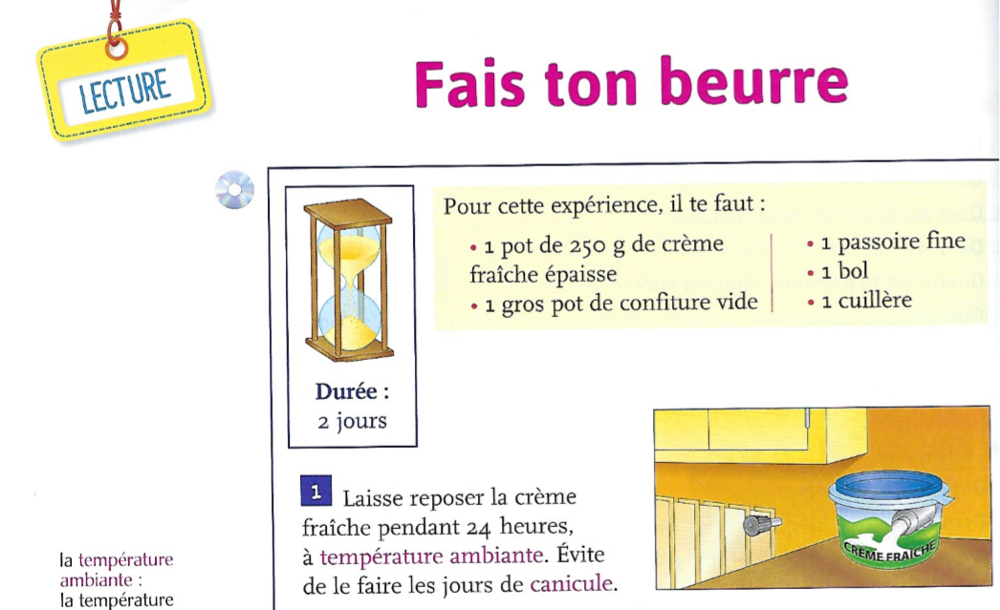 LECTURE
Fais ton beurre
Pour cette expérience, il te faut :
• 1 pot de 250 g de crème
fraîche épaisse
• 1 gros pot de confiture vide
• 1 passoire fine
• 1 bol
• 1 cuillère
Durée :
2 jours
1 Laisse reposer la crème
fraîche pendant 24 heures,
à température ambiante. Évite
de le faire les jours de canicule.
CRÈME FRAICHE
la température
ambiante :
la température